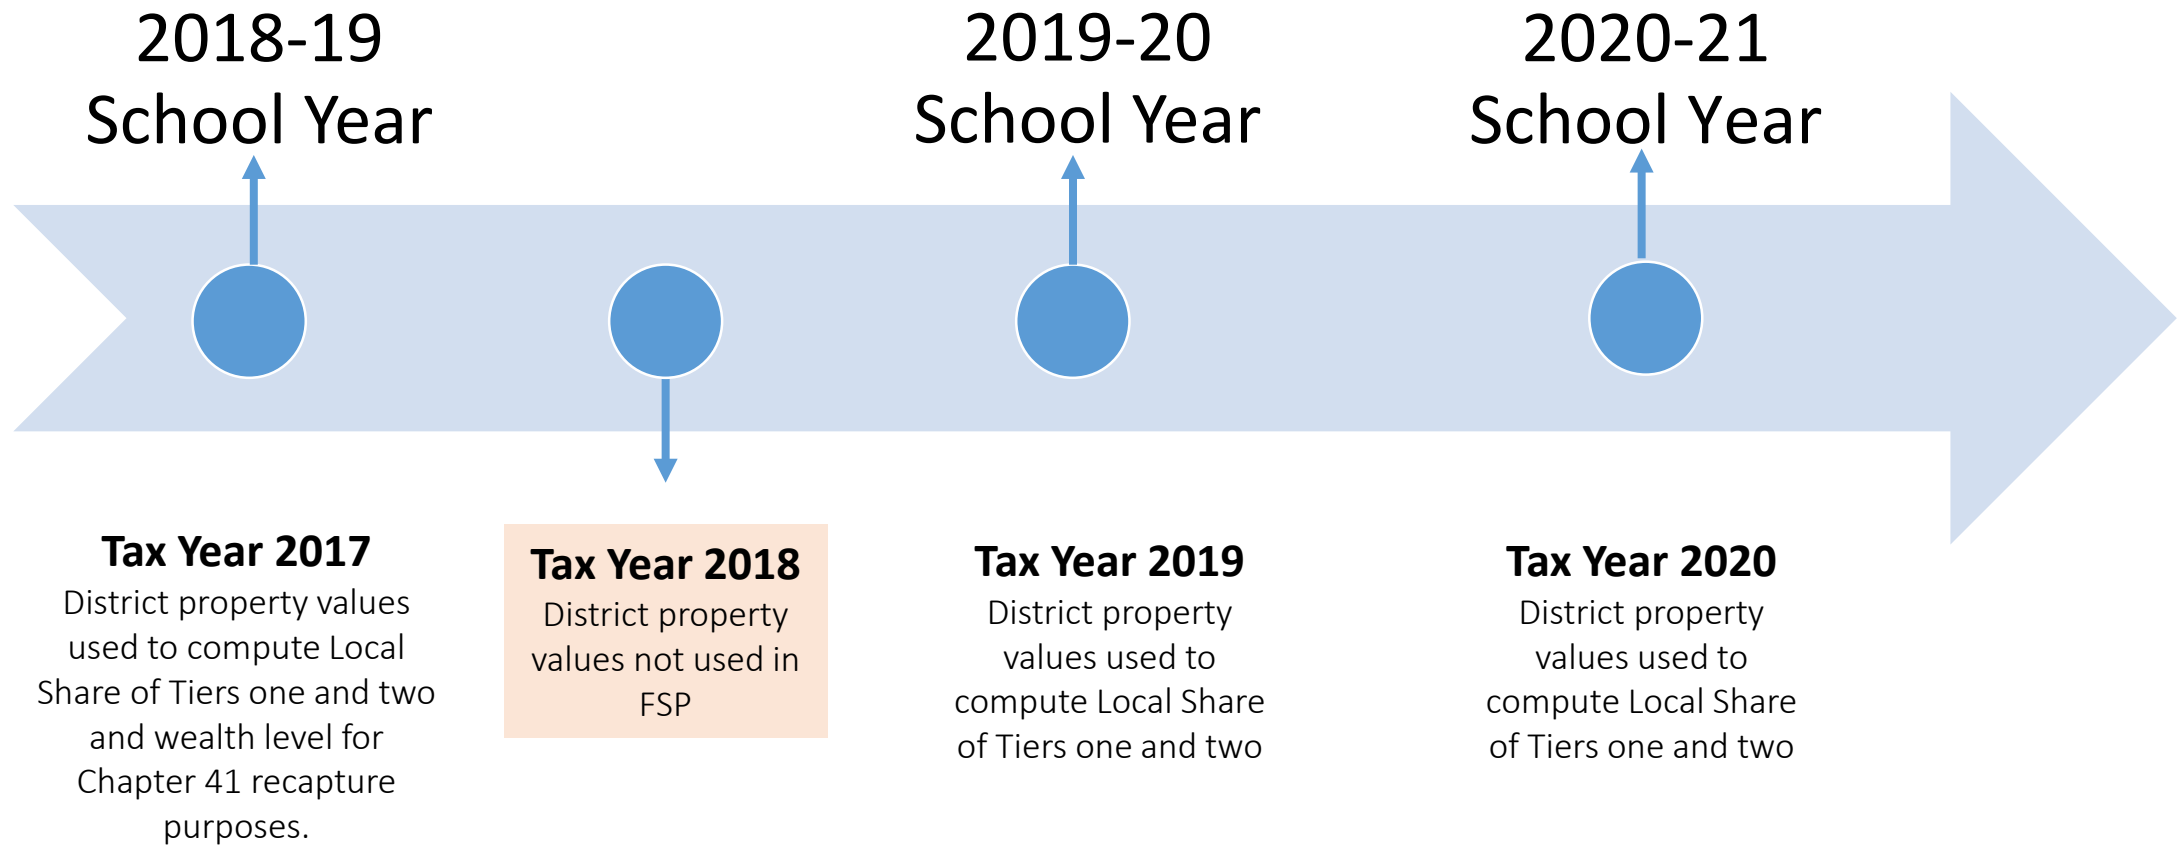 2018-19
School Year
2019-20
School Year
2020-21
School Year
Tax Year 2017
District property values
used to compute Local
Share of Tiers one and two
and wealth level for
Chapter 41 recapture
purposes.
Tax Year 2018
District property
values not used in
FSP
Tax Year 2019
District property
values used to
compute Local Share
of Tiers one and two
Tax Year 2020
District property
values used to
compute Local Share
of Tiers one and two